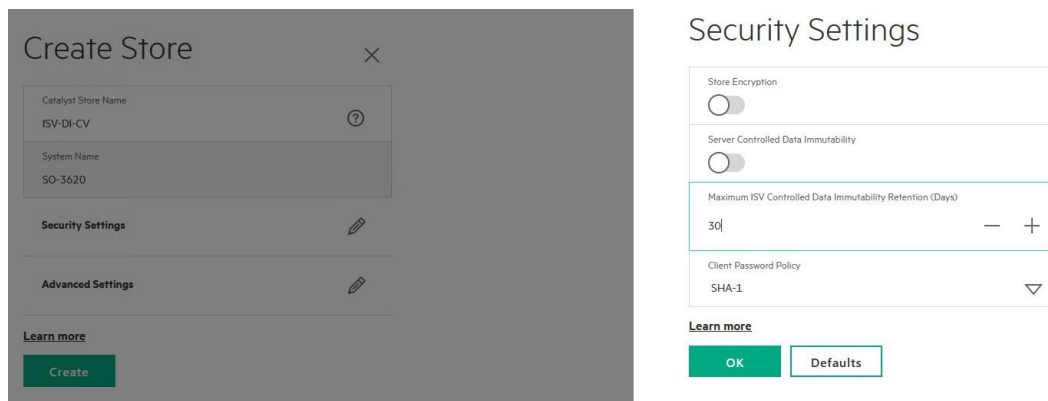 Create Store
Catalyst Store Name
ISV-DI-CV
System Name
SO-3620
Security Settings
Advanced Settings
Learn more
Create
Security Settings
Store Encryption
Server Controlled Data Immutability
Maximum ISV Controlled Data Immutability Retention (Days)
30
Client Password Policy
SHA-1
Learn more
OK
Defaults